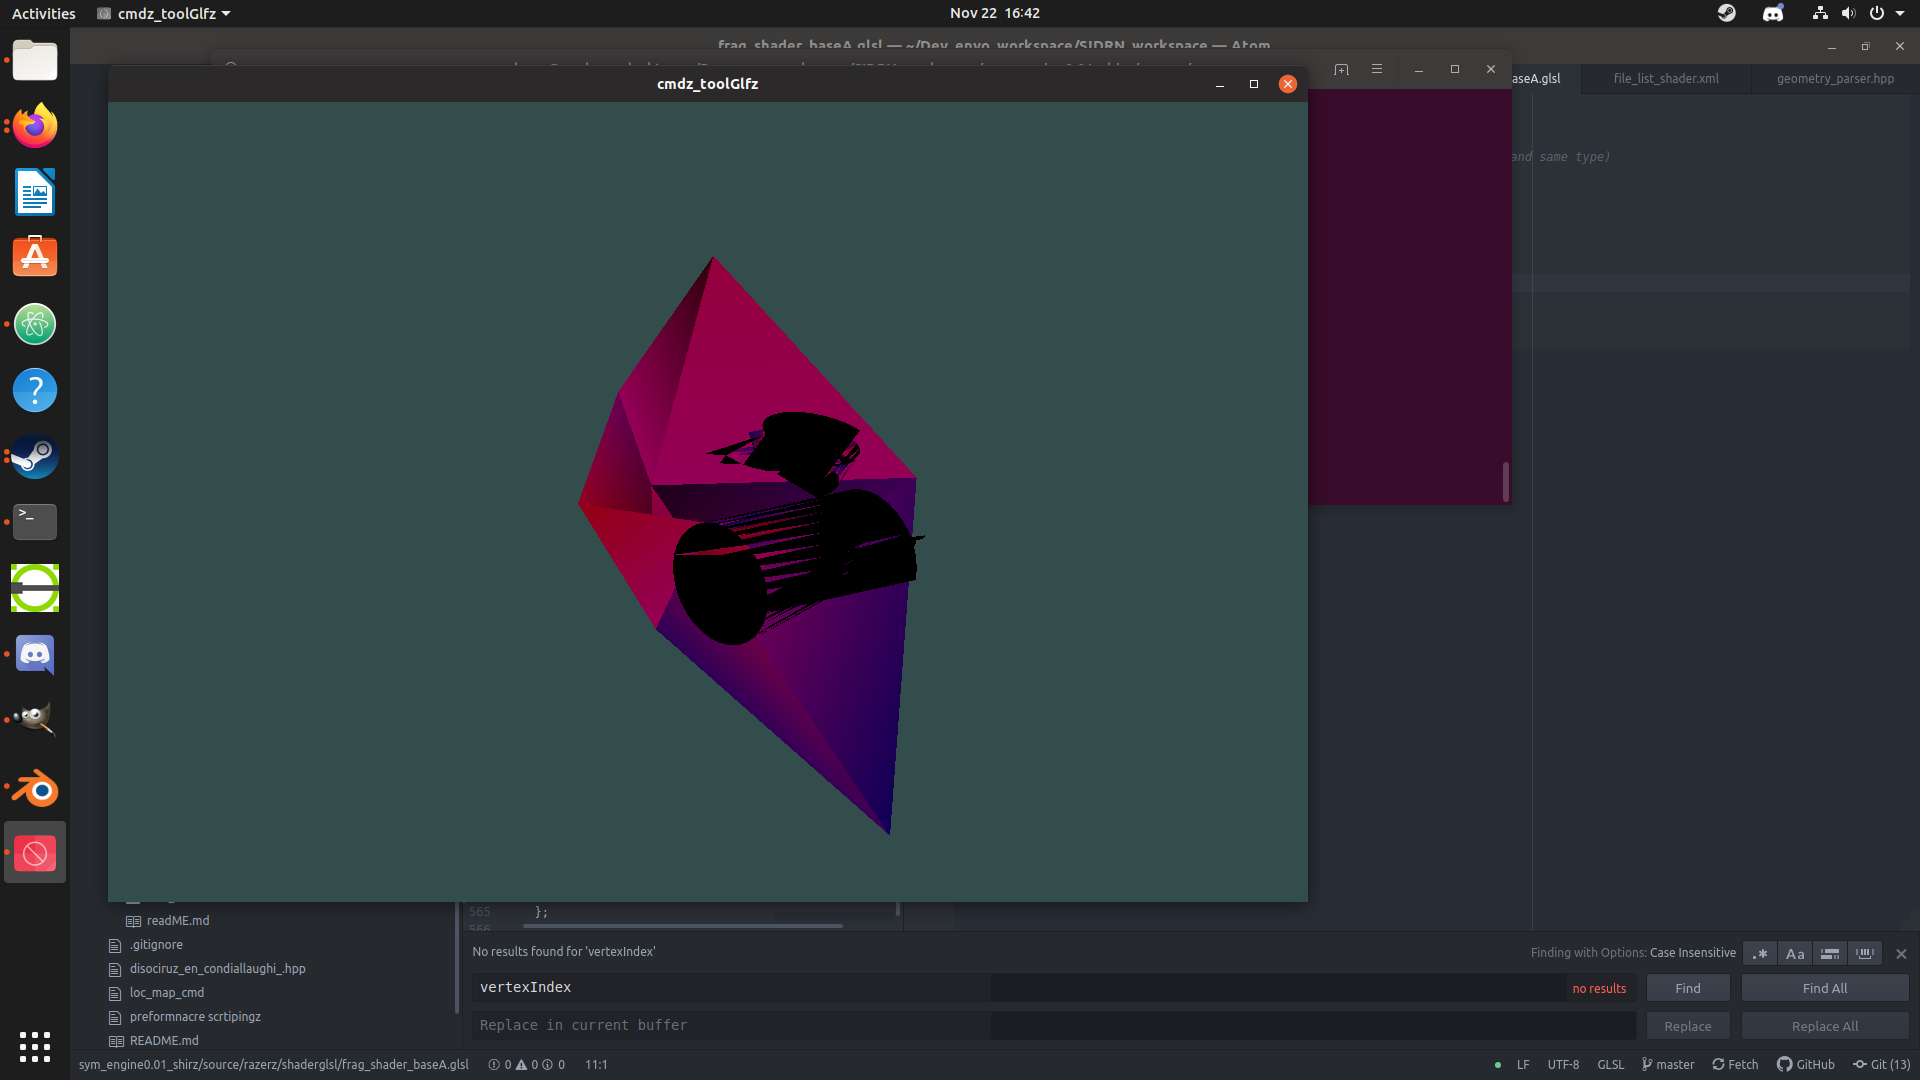 Activities
cmdz_toolGlfz
Nov 22 16:42
frag_shader_baseA.glsl — ~/Dev_envo_workspace/SIDRN_workspace — Atom
cmdz_toolGlfz
aseA.glsl
file_list_shader.xml
geometry_parser.hpp
and same type)
565
};
566
readME.md
.gitignore
disociruz_en_condiallaughi_.hpp
loc_map_cmd
preformnacre scrtipingz
README.md
No results found for 'vertexIndex'
Finding with Options: Case Insensitive
.*
Aa
vertexIndex
no results
Find
Find All
Replace in current buffer
Replace
Replace All
sym_engine0.01_shirz/source/razerz/shaderglsl/frag_shader_baseA.glsl
0
0
0
11:1
LF
UTF-8
GLSL
master
Fetch
GitHub
Git (13)